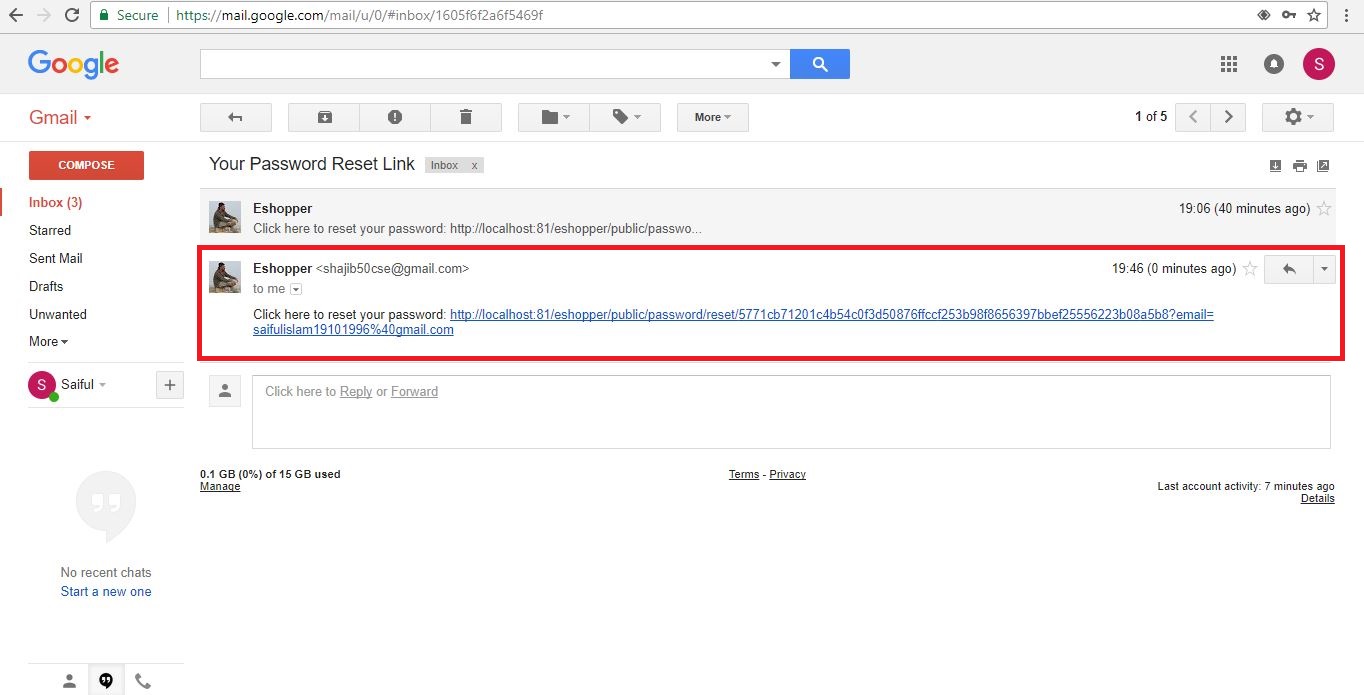 Secure https://mail.google.com/mail/u/0/#inbox/1605f6f2a6f5469f
Google
S
Gmail
More
1 of 5
COMPOSE
Your Password Reset Link Inbox x
Inbox (3)
Starred
Sent Mail
Drafts
Unwanted
More
S Saiful
+
Eshopper 19:06 (40 minutes ago)
Click here to reset your password: http://localhost:81/eshopper/public/passwo...
Eshopper <shajib50cse@gmail.com> 19:46 (0 minutes ago)
to me
Click here to reset your password: http://localhost:81/eshopper/public/password/reset/5771cb71201c4b54c0f3d50876ffccf253b98f8656397bbef25556223b08a5b8?email=
saifulislam19101996%40gmail.com
Click here to Reply or Forward
0.1 GB (0%) of 15 GB used
Manage
Terms - Privacy
Last account activity: 7 minutes ago
Details
No recent chats
Start a new one